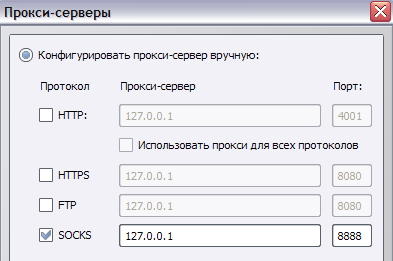 Прокси-серверы
Конфигурировать прокси-сервер вручную:
Протокол Прокси-сервер Порт:
HTTP: 127.0.0.1 4001
Использовать прокси для всех протоколов
HTTPS 127.0.0.1 8080
FTP 127.0.0.1 8080
SOCKS 127.0.0.1 8888